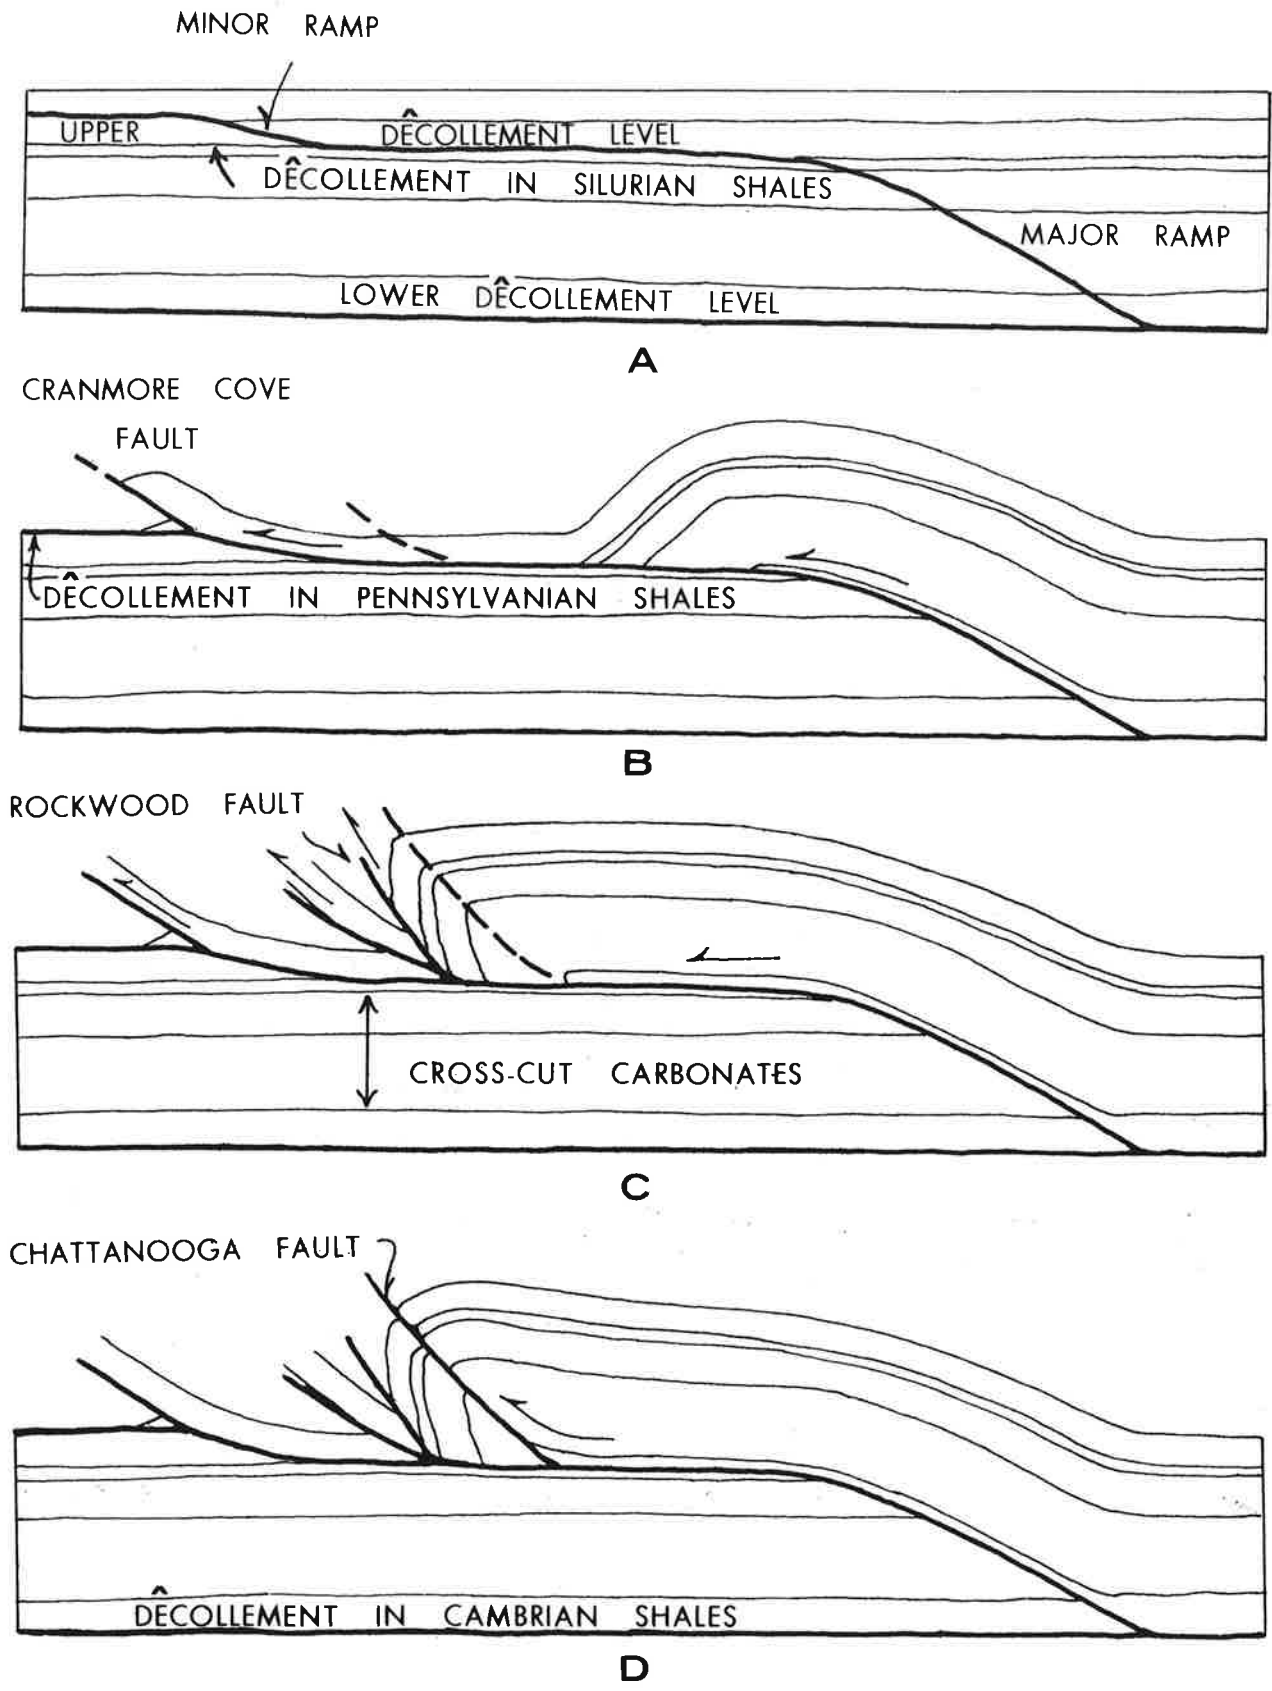 MINOR RAMP
UPPER DÊCOLLEMENT LEVEL
DÊCOLLEMENT IN SILURIAN SHALES
MAJOR RAMP
LOWER DÊCOLLEMENT LEVEL
A
CRANMORE COVE
FAULT
DÊCOLLEMENT IN PENNSYLVANIAN SHALES
B
ROCKWOOD FAULT
CROSS-CUT CARBONATES
C
CHATTANOOGA FAULT
DÊCOLLEMENT IN CAMBRIAN SHALES
D